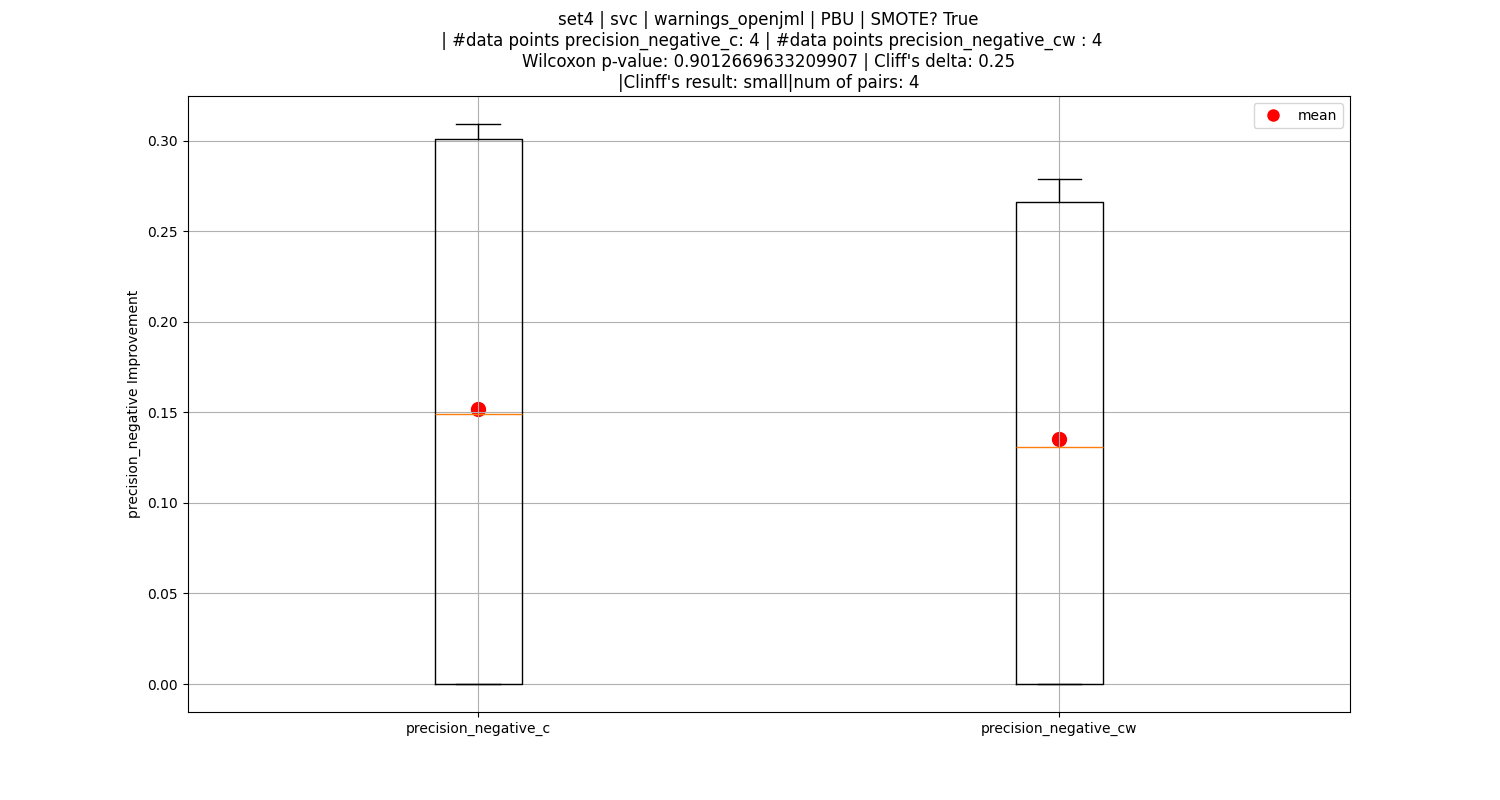 set4 | svc | warnings_openjml | PBU | SMOTE? True
| #data points precision_negative_c: 4 | #data points precision_negative_cw : 4
Wilcoxon p-value: 0.9012669633209907 | Cliff's delta: 0.25
|Clinff's result: small|num of pairs: 4
mean
0.30
0.25
0.20
0.15
0.10
0.05
0.00
precision_negative Improvement
precision_negative_c
precision_negative_cw